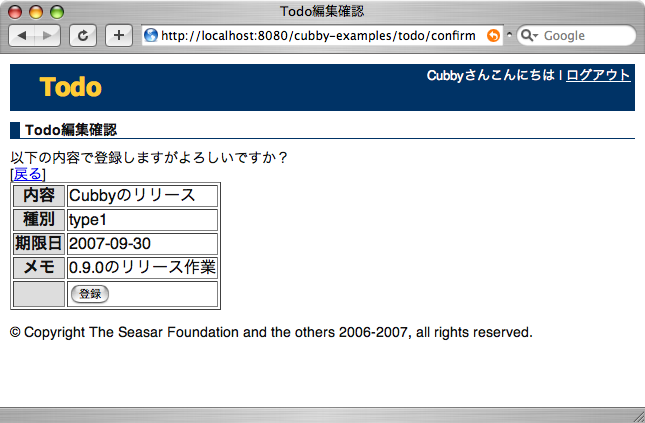 Todo編集確認
http://localhost:8080/cubby-examples/todo/confirm
Google
Todo
Cubbyさんこんにちは | ログアウト
Todo編集確認
以下の内容で登録しますがよろしいですか？
[戻る]
内容 Cubbyのリリース
種別 type1
期限日 2007-09-30
メモ 0.9.0のリリース作業
登録
© Copyright The Seasar Foundation and the others 2006-2007, all rights reserved.